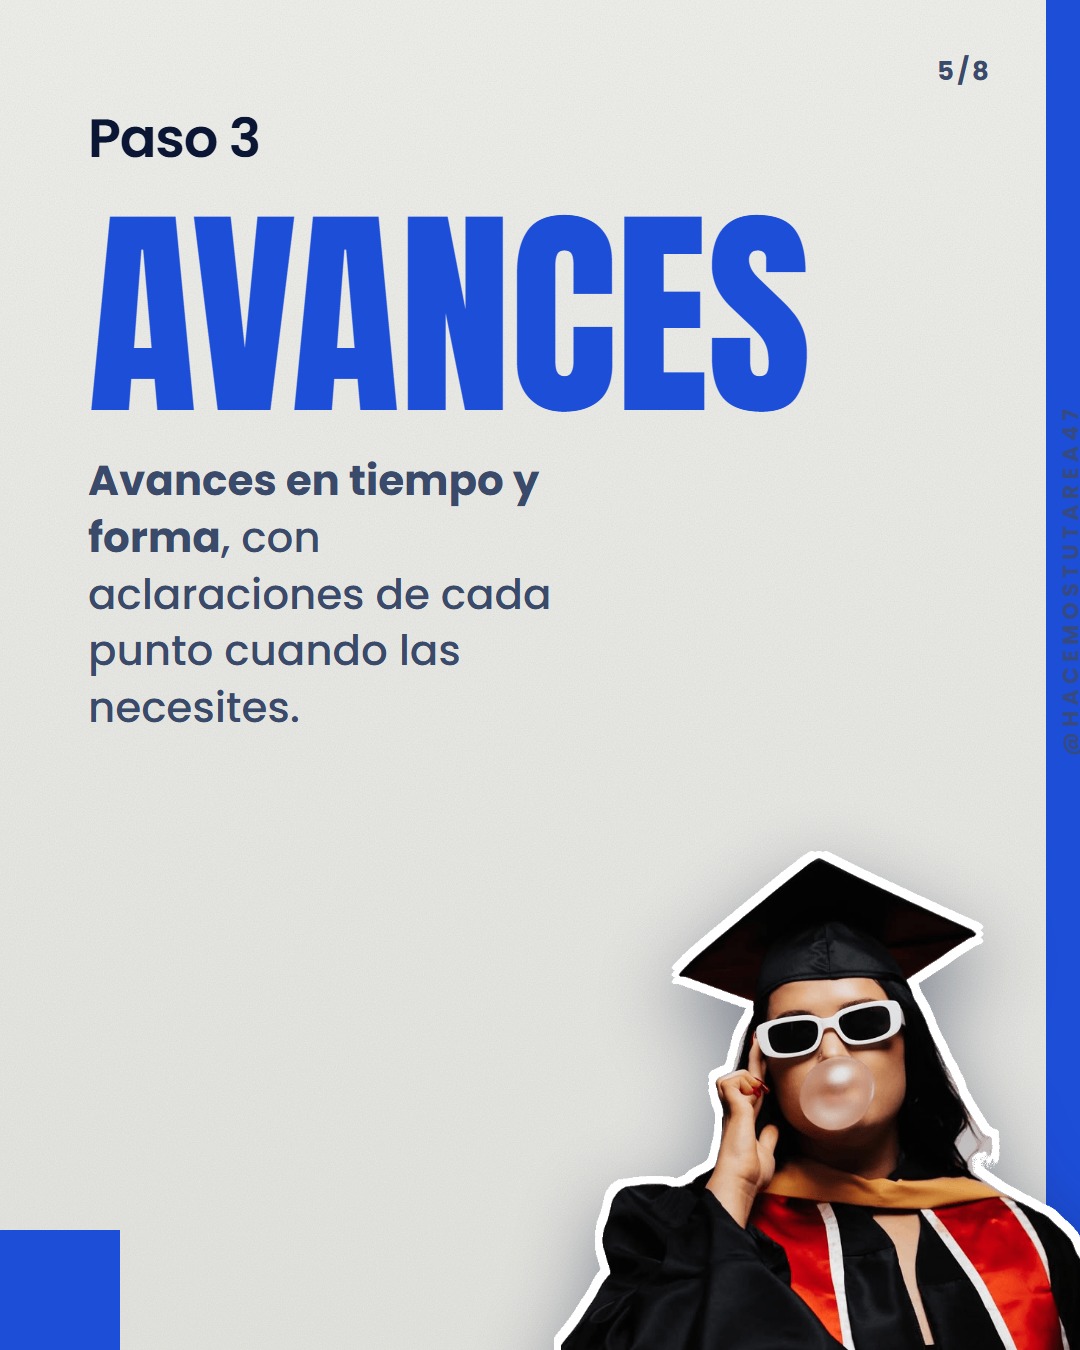 5/8
Paso 3
AVANCES
Avances en tiempo y
forma, con
aclaraciones de cada
punto cuando las
necesites.
@HACEMOSTUTAREA47